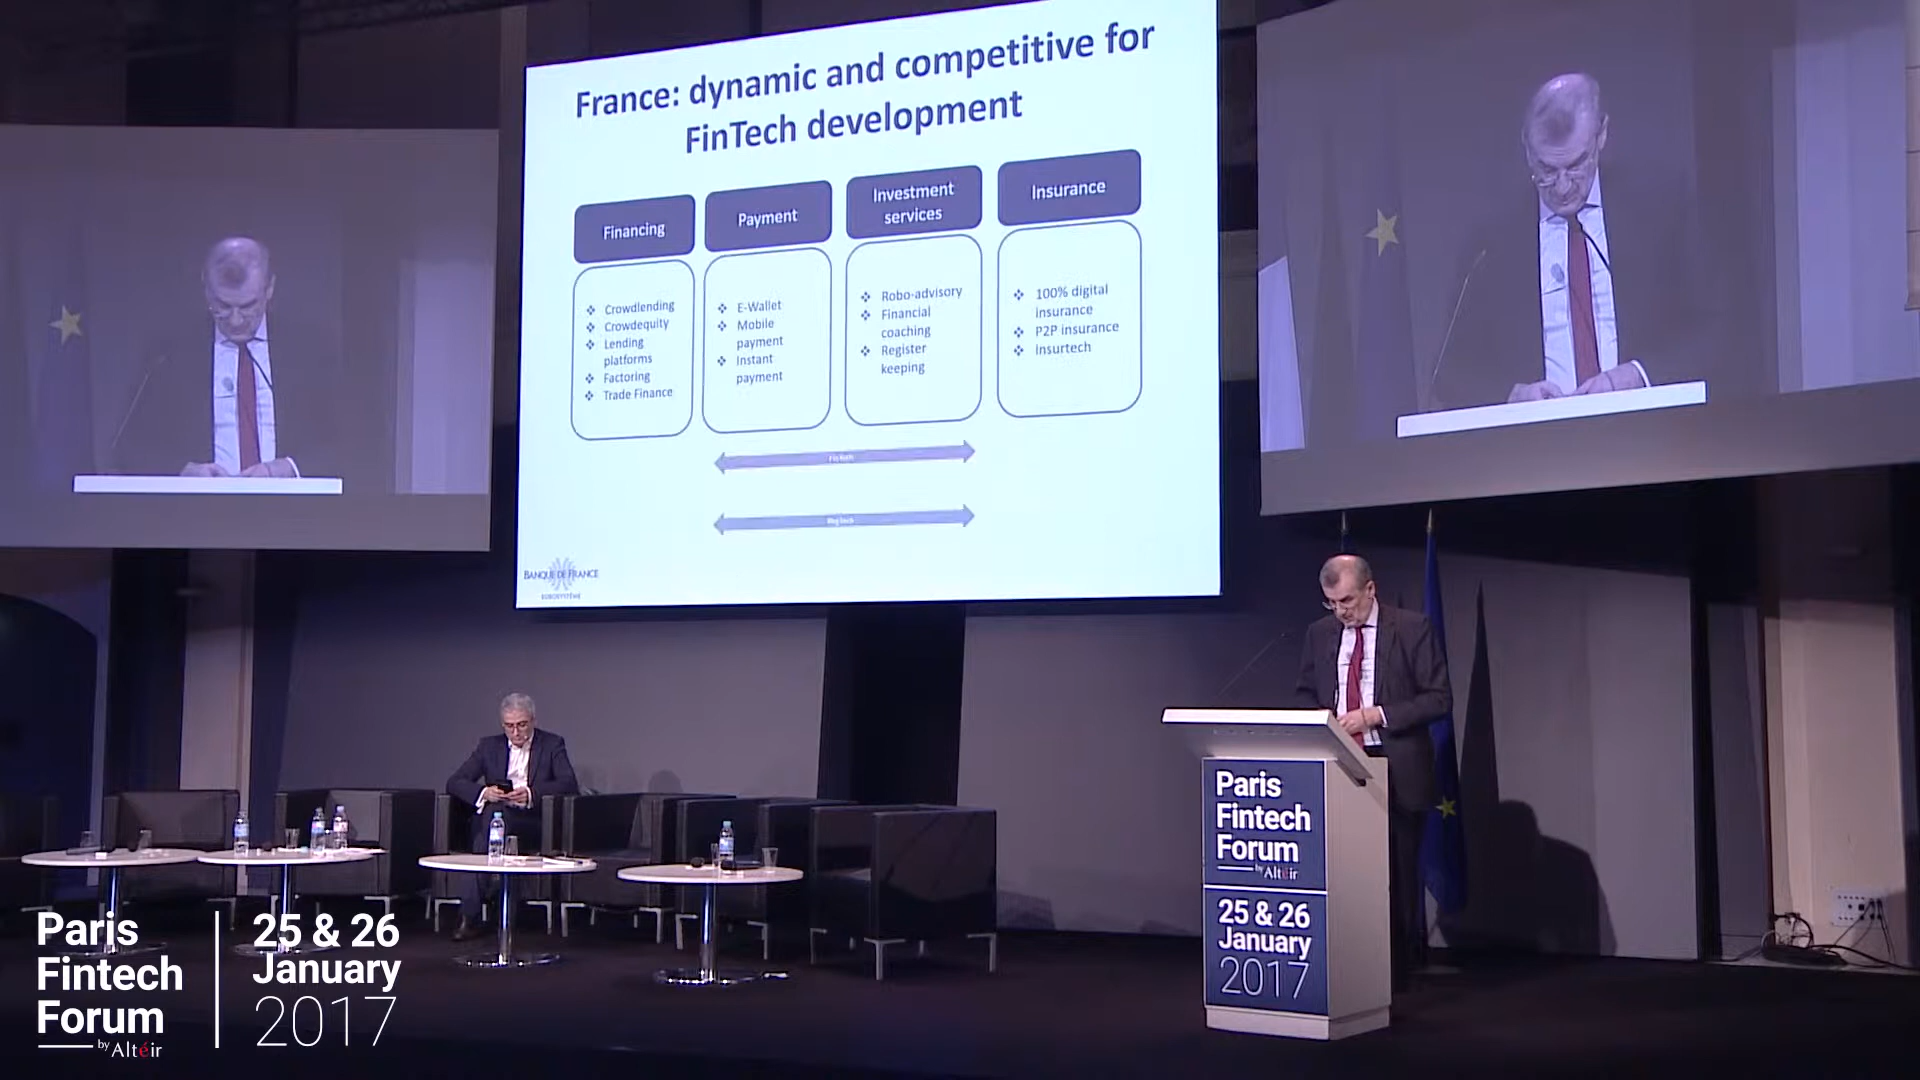 France: dynamic and competitive for
FinTech development
Financing
Crowdlending
Crowdequity
Lending
platforms
Factoring
Trade Finance
Payment
E-Wallet
Mobile
payment
Instant
payment
Investment
services
Robo-advisory
Financial
coaching
Register
keeping
Insurance
100% digital
insurance
P2P insurance
Insurtech
FinTech
RegTech
BANQUE DE FRANCE
EUROSYSTÈME
Paris
Fintech
Forum
by Altéir
25 & 26
January
2017
Paris
Fintech
Forum
by Altéir
25 & 26
January
2017